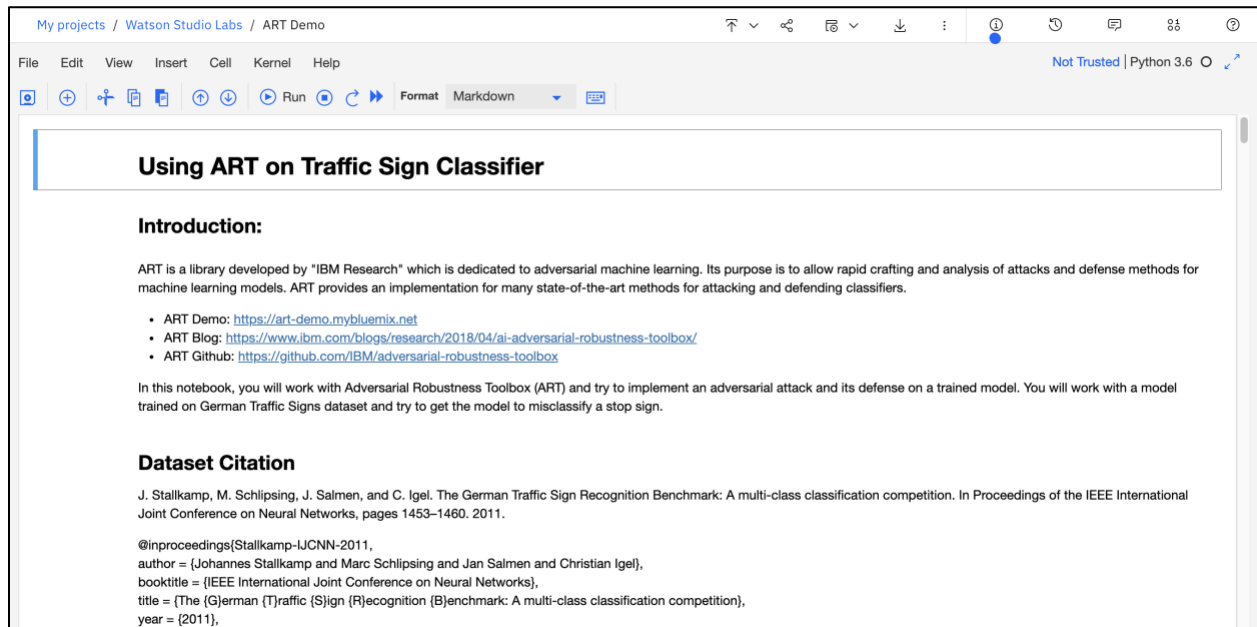 My projects / Watson Studio Labs / ART Demo
File Edit View Insert Cell Kernel Help
Not Trusted | Python 3.6
Run Format Markdown
Using ART on Traffic Sign Classifier
Introduction:
ART is a library developed by "IBM Research" which is dedicated to adversarial machine learning. Its purpose is to allow rapid crafting and analysis of attacks and defense methods for
machine learning models. ART provides an implementation for many state-of-the-art methods for attacking and defending classifiers.
• ART Demo: https://art-demo.mybluemix.net
• ART Blog: https://www.ibm.com/blogs/research/2018/04/ai-adversarial-robustness-toolbox/
• ART Github: https://github.com/IBM/adversarial-robustness-toolbox
In this notebook, you will work with Adversarial Robustness Toolbox (ART) and try to implement an adversarial attack and its defense on a trained model. You will work with a model
trained on German Traffic Signs dataset and try to get the model to misclassify a stop sign.
Dataset Citation
J. Stallkamp, M. Schlipsing, J. Salmen, and C. Igel. The German Traffic Sign Recognition Benchmark: A multi-class classification competition. In Proceedings of the IEEE International
Joint Conference on Neural Networks, pages 1453–1460. 2011.
@inproceedings{Stallkamp-IJCNN-2011,
author = {Johannes Stallkamp and Marc Schlipsing and Jan Salmen and Christian Igel},
booktitle = {IEEE International Joint Conference on Neural Networks},
title = {The {G}erman {T}raffic {S}ign {R}ecognition {B}enchmark: A multi-class classification competition},
year = {2011},